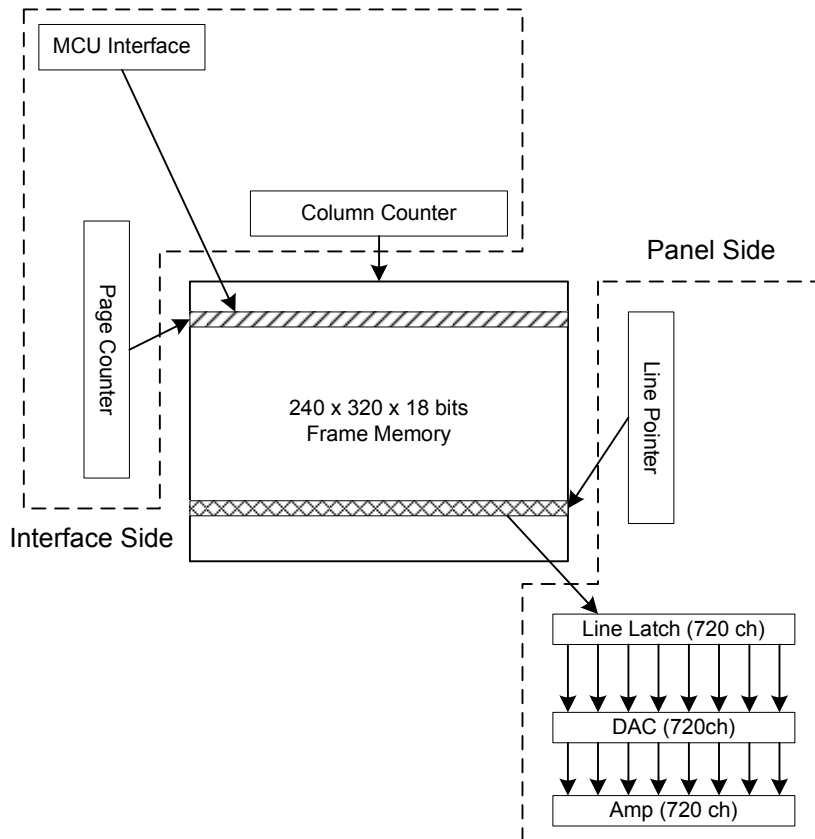 MCU Interface
Column Counter
Panel Side
Page Counter
Line Pointer
240 x 320 x 18 bits
Frame Memory
Interface Side
Line Latch (720 ch)
DAC (720ch)
Amp (720 ch)